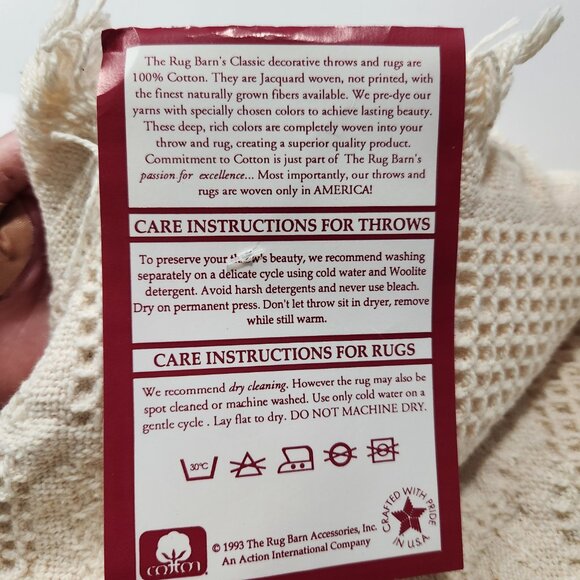 The Rug Barn's Classic decorative throws and rugs are
100% Cotton. They are Jacquard woven, not printed, with
the finest naturally grown fibers available. We pre-dye our
yarns with specially chosen colors to achieve lasting beauty.
These deep, rich colors are completely woven into your
throw and rug, creating a superior quality product.
Commitment to Cotton is just part of The Rug Barn's
passion for excellence... Most importantly, our throws and
rugs are woven only in AMERICA!
CARE INSTRUCTIONS FOR THROWS
To preserve your throw's beauty, we recommend washing
separately on a delicate cycle using cold water and Woolite
detergent. Avoid harsh detergents and never use bleach.
Dry on permanent press. Don't let throw sit in dryer, remove
while still warm.
CARE INSTRUCTIONS FOR RUGS
We recommend dry cleaning. However the rug may also be
spot cleaned or machine washed. Use only cold water on a
gentle cycle . Lay flat to dry. DO NOT MACHINE DRY.
30°C
CRAFTED WITH PRIDE
IN U.S.A.
cotton
© 1993 The Rug Barn Accessories, Inc.
An Action International Company